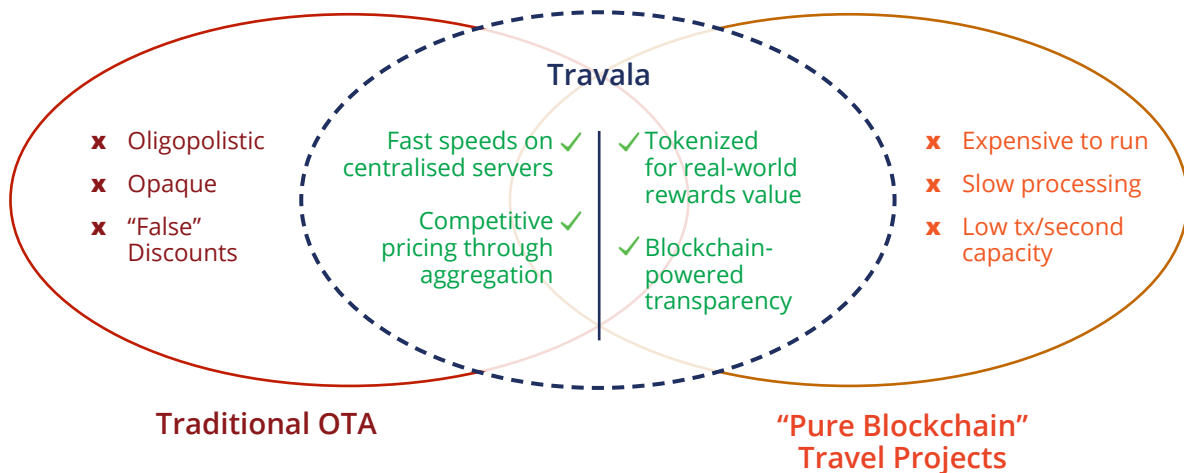 Travala
x Oligopolistic
x Opaque
x “False”
Discounts
Fast speeds on
centralised servers
Competitive
pricing through
aggregation
Tokenized
for real-world
rewards value
Blockchain-
powered
transparency
x Expensive to run
x Slow processing
x Low tx/second
capacity
Traditional OTA
“Pure Blockchain”
Travel Projects